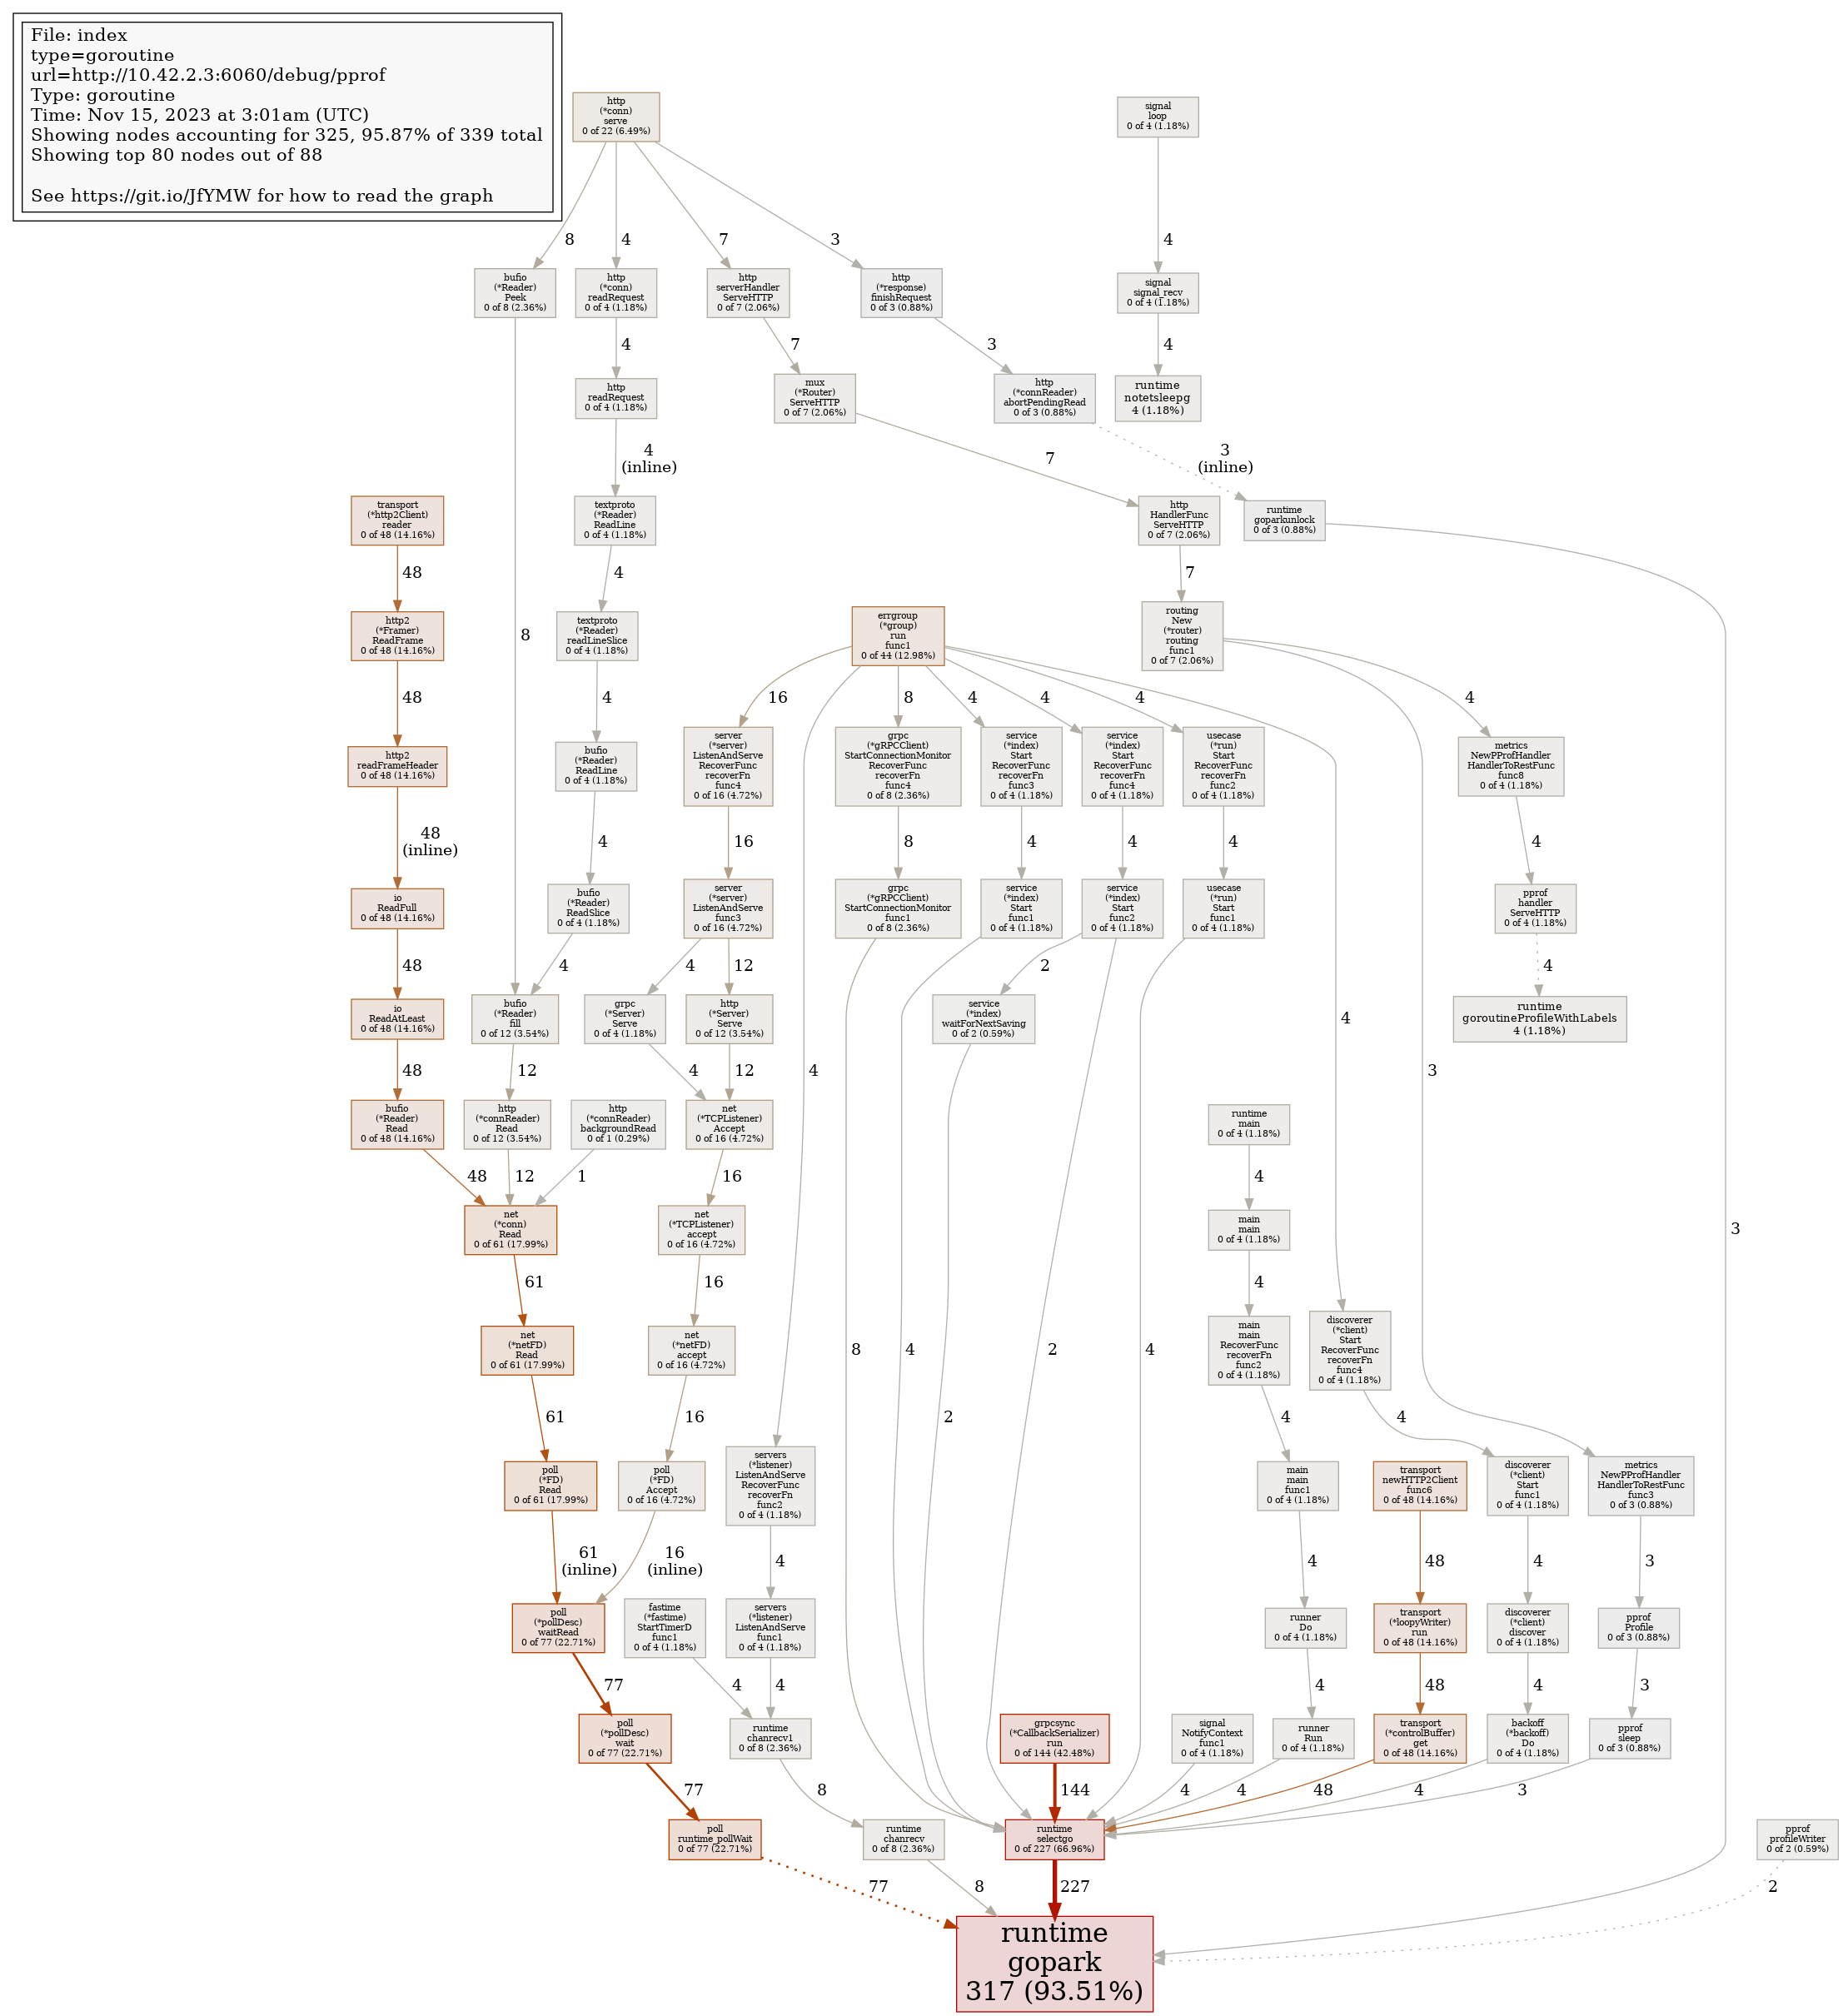 File: index
type=goroutine
url=http://10.42.2.3:6060/debug/pprof
Type: goroutine
Time: Nov 15, 2023 at 3:01am (UTC)
Showing nodes accounting for 325, 95.87% of 339 total
Showing top 80 nodes out of 88
See https://git.io/JfYMW for how to read the graph
http
(*conn)
serve
0 of 22 (6.49%)
signal
loop
0 of 4 (1.18%)
8
4
7
3
4
bufio
(*Reader)
Peek
0 of 8 (2.36%)
http
(*conn)
readRequest
0 of 4 (1.18%)
http
serverHandler
ServeHTTP
0 of 7 (2.06%)
http
(*response)
finishRequest
0 of 3 (0.88%)
signal
signal_recv
0 of 4 (1.18%)
4
7
3
4
http
readRequest
0 of 4 (1.18%)
mux
(*Router)
ServeHTTP
0 of 7 (2.06%)
http
(*connReader)
abortPendingRead
0 of 3 (0.88%)
runtime
notetsleepg
4 (1.18%)
4
(inline)
7
3
(inline)
transport
(*http2Client)
reader
0 of 48 (14.16%)
textproto
(*Reader)
ReadLine
0 of 4 (1.18%)
http
HandlerFunc
ServeHTTP
0 of 7 (2.06%)
runtime
goparkunlock
0 of 3 (0.88%)
48
4
7
http2
(*Framer)
ReadFrame
0 of 48 (14.16%)
8
textproto
(*Reader)
readLineSlice
0 of 4 (1.18%)
errgroup
(*group)
run
func1
0 of 44 (12.98%)
routing
New
(*router)
routing
func1
0 of 7 (2.06%)
48
4
16
8
4
4
4
4
http2
readFrameHeader
0 of 48 (14.16%)
bufio
(*Reader)
ReadLine
0 of 4 (1.18%)
server
(*server)
ListenAndServe
RecoverFunc
recoverFn
func4
0 of 16 (4.72%)
grpc
(*gRPCClient)
StartConnectionMonitor
RecoverFunc
recoverFn
func4
0 of 8 (2.36%)
service
(*index)
Start
RecoverFunc
recoverFn
func3
0 of 4 (1.18%)
service
(*index)
Start
RecoverFunc
recoverFn
func4
0 of 4 (1.18%)
usecase
(*run)
Start
RecoverFunc
recoverFn
func2
0 of 4 (1.18%)
metrics
NewPProfHandler
HandlerToRestFunc
func8
0 of 4 (1.18%)
48
(inline)
4
16
8
4
4
4
4
io
ReadFull
0 of 48 (14.16%)
bufio
(*Reader)
ReadSlice
0 of 4 (1.18%)
server
(*server)
ListenAndServe
func3
0 of 16 (4.72%)
grpc
(*gRPCClient)
StartConnectionMonitor
func1
0 of 8 (2.36%)
service
(*index)
Start
func1
0 of 4 (1.18%)
service
(*index)
Start
func2
0 of 4 (1.18%)
usecase
(*run)
Start
func1
0 of 4 (1.18%)
pprof
handler
ServeHTTP
0 of 4 (1.18%)
48
4
4
12
2
4
io
ReadAtLeast
0 of 48 (14.16%)
bufio
(*Reader)
fill
0 of 12 (3.54%)
grpc
(*Server)
Serve
0 of 4 (1.18%)
http
(*Server)
Serve
0 of 12 (3.54%)
service
(*index)
waitForNextSaving
0 of 2 (0.59%)
4
runtime
goroutineProfileWithLabels
4 (1.18%)
48
12
4
12
4
3
bufio
(*Reader)
Read
0 of 48 (14.16%)
http
(*connReader)
Read
0 of 12 (3.54%)
http
(*connReader)
backgroundRead
0 of 1 (0.29%)
net
(*TCPListener)
Accept
0 of 16 (4.72%)
runtime
main
0 of 4 (1.18%)
48
12
1
16
4
net
(*conn)
Read
0 of 61 (17.99%)
net
(*TCPListener)
accept
0 of 16 (4.72%)
main
main
0 of 4 (1.18%)
3
61
16
4
net
(*netFD)
Read
0 of 61 (17.99%)
net
(*netFD)
accept
0 of 16 (4.72%)
8
4
2
4
main
main
RecoverFunc
recoverFn
func2
0 of 4 (1.18%)
discoverer
(*client)
Start
RecoverFunc
recoverFn
func4
0 of 4 (1.18%)
61
16
2
4
4
poll
(*FD)
Read
0 of 61 (17.99%)
poll
(*FD)
Accept
0 of 16 (4.72%)
servers
(*listener)
ListenAndServe
RecoverFunc
recoverFn
func2
0 of 4 (1.18%)
main
main
func1
0 of 4 (1.18%)
transport
newHTTP2Client
func6
0 of 48 (14.16%)
discoverer
(*client)
Start
func1
0 of 4 (1.18%)
metrics
NewPProfHandler
HandlerToRestFunc
func3
0 of 3 (0.88%)
61
(inline)
16
(inline)
4
4
48
4
3
poll
(*pollDesc)
waitRead
0 of 77 (22.71%)
fastime
(*fastime)
StartTimerD
func1
0 of 4 (1.18%)
servers
(*listener)
ListenAndServe
func1
0 of 4 (1.18%)
runner
Do
0 of 4 (1.18%)
transport
(*loopyWriter)
run
0 of 48 (14.16%)
discoverer
(*client)
discover
0 of 4 (1.18%)
pprof
Profile
0 of 3 (0.88%)
77
4
4
4
48
4
3
poll
(*pollDesc)
wait
0 of 77 (22.71%)
runtime
chanrecv1
0 of 8 (2.36%)
grpcsync
(*CallbackSerializer)
run
0 of 144 (42.48%)
signal
NotifyContext
func1
0 of 4 (1.18%)
runner
Run
0 of 4 (1.18%)
transport
(*controlBuffer)
get
0 of 48 (14.16%)
backoff
(*backoff)
Do
0 of 4 (1.18%)
pprof
sleep
0 of 3 (0.88%)
77
8
144
4
4
48
4
3
poll
runtime_pollWait
0 of 77 (22.71%)
runtime
chanrecv
0 of 8 (2.36%)
runtime
selectgo
0 of 227 (66.96%)
pprof
profileWriter
0 of 2 (0.59%)
77
8
227
2
runtime
gopark
317 (93.51%)